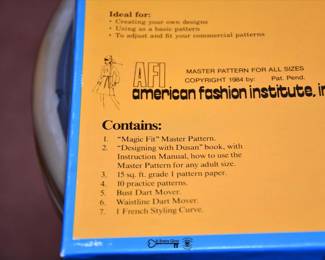 Ideal for:
• Creating your own designs
• Using as a basic pattern
• To adjust and fit your commercial patterns
AFI
MASTER PATTERN FOR ALL SIZES
COPYRIGHT 1984 by: Pat. Pend.
american fashion institute, in
Contains:
1. "Magic Fit" Master Pattern.
2. "Designing with Dusan" book, with
Instruction Manual, how to use the
Master Pattern for any adult size.
3. 15 sq. ft. grade 1 pattern paper.
4. 10 practice patterns.
5. Bust Dart Mover.
6. Waistline Dart Mover.
7. 1 French Styling Curve.